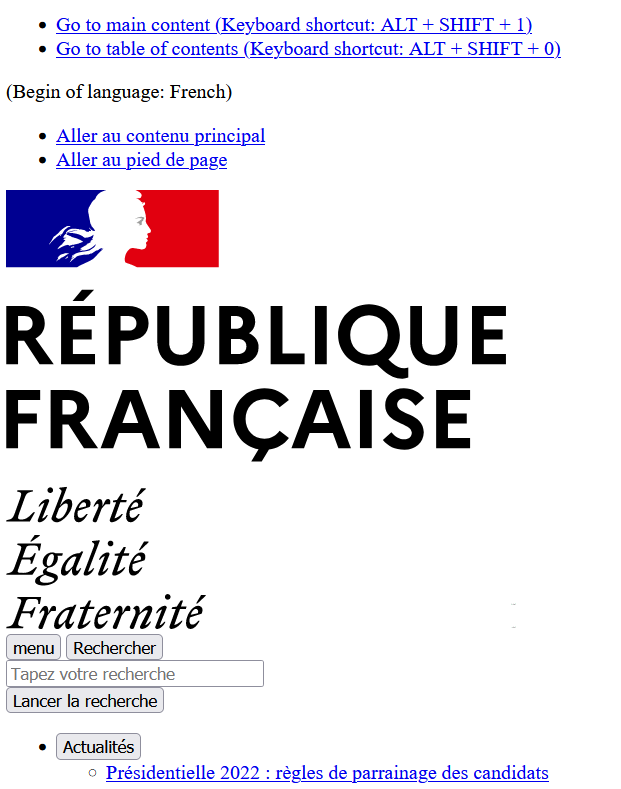 Go to main content (Keyboard shortcut: ALT + SHIFT + 1)
Go to table of contents (Keyboard shortcut: ALT + SHIFT + 0)
(Begin of language: French)
Aller au contenu principal
Aller au pied de page
RÉPUBLIQUE
FRANÇAISE
Liberté
Égalité
Fraternité
menu Rechercher
Tapez votre recherche
Lancer la recherche
Actualités
Présidentielle 2022 : règles de parrainage des candidats